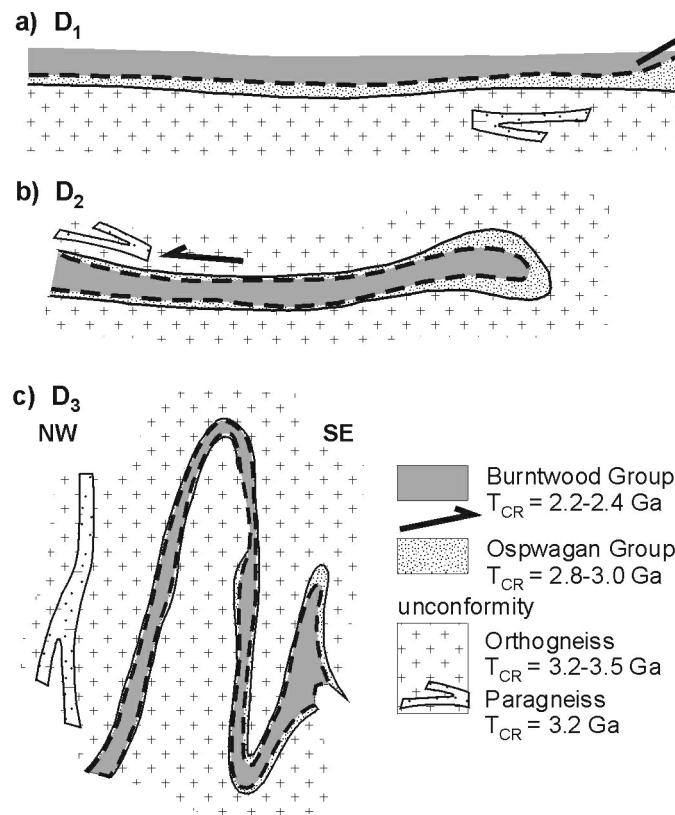 a) D1
b) D2
c) D3
NW
SE
Burntwood Group
TCR = 2.2-2.4 Ga
Ospwagan Group
TCR = 2.8-3.0 Ga
unconformity
Orthogneiss
TCR = 3.2-3.5 Ga
Paragneiss
TCR = 3.2 Ga